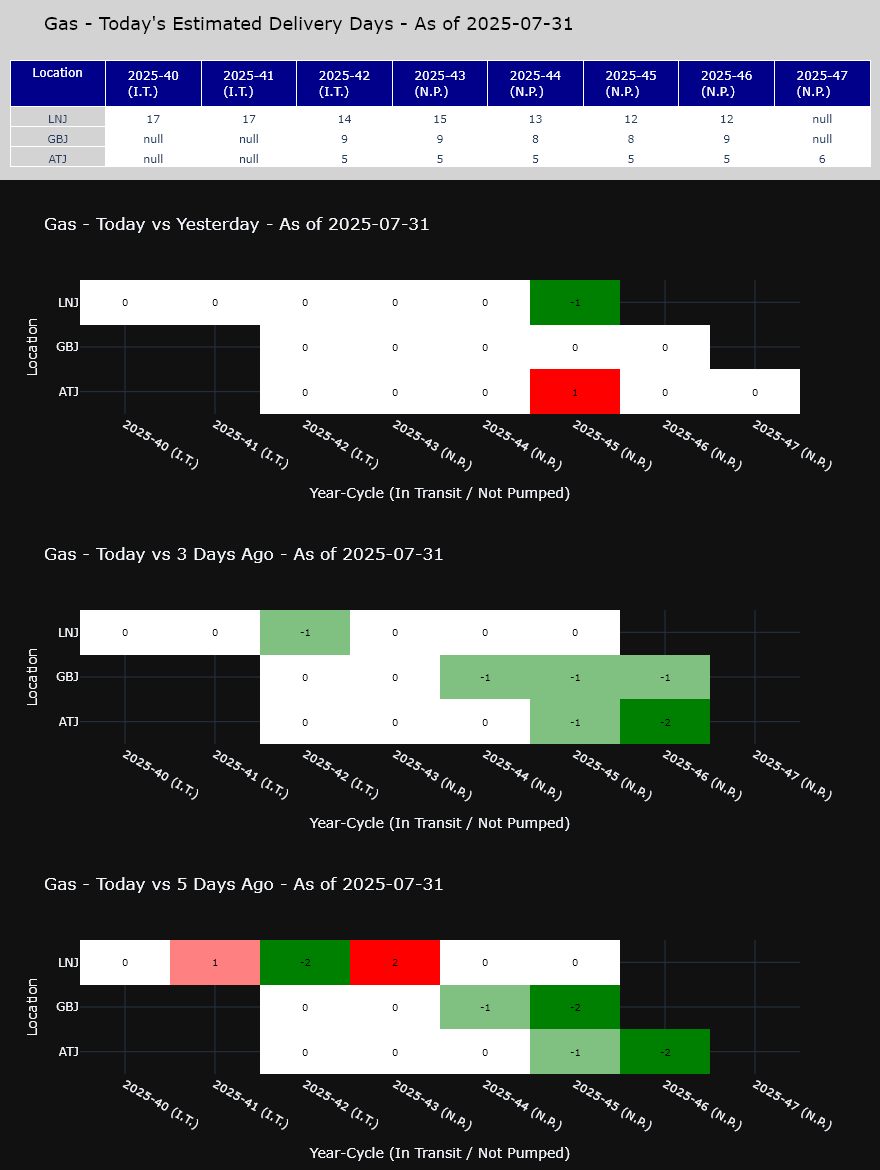 Gas - Today's Estimated Delivery Days - As of 2025-07-31
Location 2025-40 (I.T.) 2025-41 (I.T.) 2025-42 (I.T.) 2025-43 (N.P.) 2025-44 (N.P.) 2025-45 (N.P.) 2025-46 (N.P.) 2025-47 (N.P.)
LNJ 17 17 14 15 13 12 12 null
GBJ null null 9 9 8 8 9 null
ATJ null null 5 5 5 5 5 6
Gas - Today vs Yesterday - As of 2025-07-31
Location
LNJ 0 0 0 0 0 -1
GBJ 0 0 0 0 0
ATJ 0 0 0 1 0 0
2025-40 (I.T.) 2025-41 (I.T.) 2025-42 (I.T.) 2025-43 (N.P.) 2025-44 (N.P.) 2025-45 (N.P.) 2025-46 (N.P.) 2025-47 (N.P.)
Year-Cycle (In Transit / Not Pumped)
Gas - Today vs 3 Days Ago - As of 2025-07-31
Location
LNJ 0 0 -1 0 0 0
GBJ 0 0 -1 -1 -1
ATJ 0 0 0 -1 -2
2025-40 (I.T.) 2025-41 (I.T.) 2025-42 (I.T.) 2025-43 (N.P.) 2025-44 (N.P.) 2025-45 (N.P.) 2025-46 (N.P.) 2025-47 (N.P.)
Year-Cycle (In Transit / Not Pumped)
Gas - Today vs 5 Days Ago - As of 2025-07-31
Location
LNJ 0 1 -2 2 0 0
GBJ 0 0 -1 -2
ATJ 0 0 0 -1 -2
2025-40 (I.T.) 2025-41 (I.T.) 2025-42 (I.T.) 2025-43 (N.P.) 2025-44 (N.P.) 2025-45 (N.P.) 2025-46 (N.P.) 2025-47 (N.P.)
Year-Cycle (In Transit / Not Pumped)